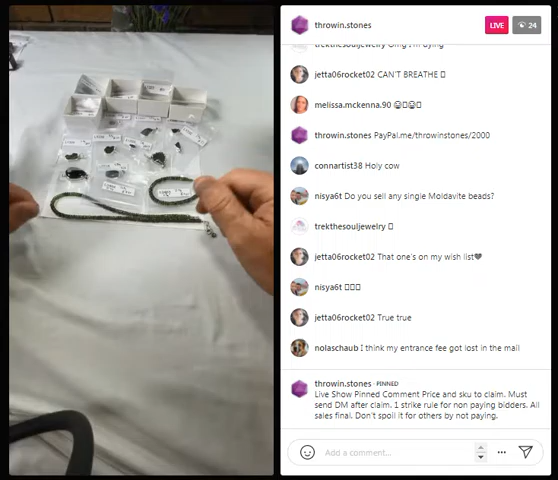 throwin.stones
LIVE
24
trekthesouljewelry Omg I'm dying
jetta06rocket02 CAN'T BREATHE
melissa.mckenna.90
throwin.stones PayPal.me/throwinstones/2000
connartist38 Holy cow
nisya6t Do you sell any single Moldavite beads?
trekthesouljewelry
jetta06rocket02 That one's on my wish list🖤
nisya6t
jetta06rocket02 True true
nolaschaub I think my entrance fee got lost in the mail
throwin.stones · PINNED
Live Show Pinned Comment Price and sku to claim. Must
send DM after claim. 1 strike rule for non paying bidders. All
sales final. Don't spoil it for others by not paying.
Add a comment...